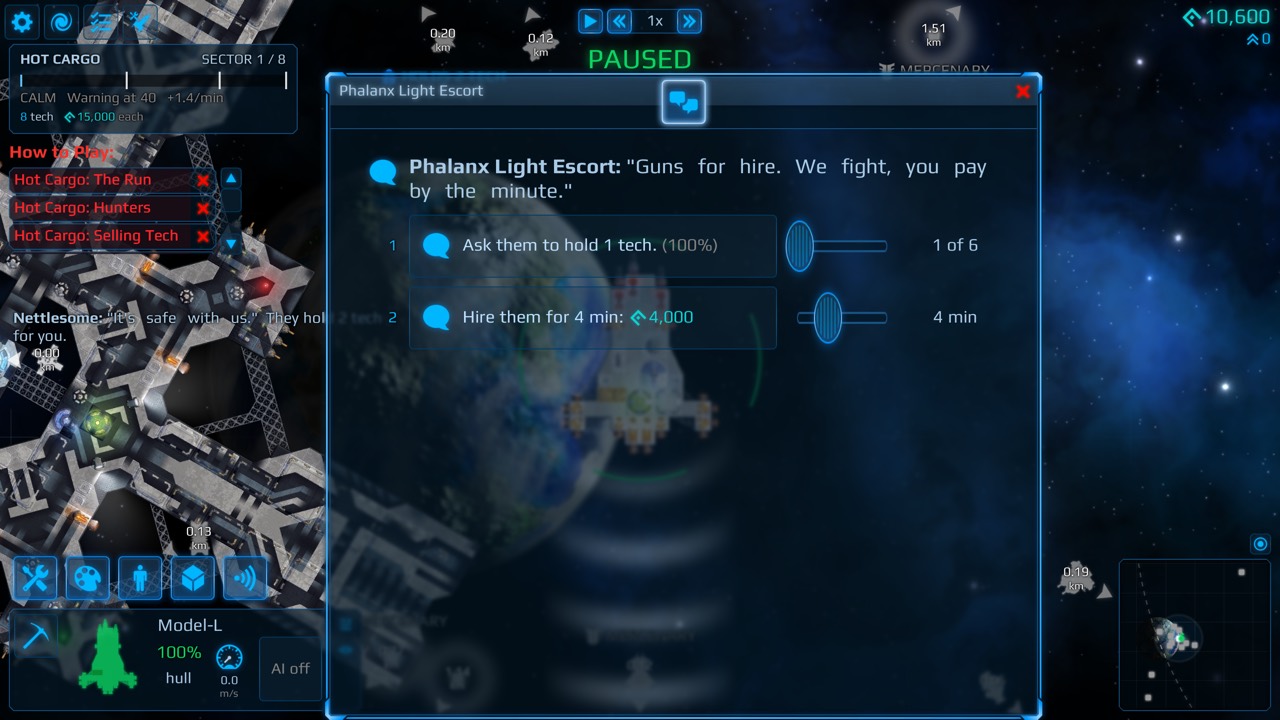 10,600
0
1x
PAUSED
0.20
km
0.12
km
1.51
km
MERCENARY
HOT CARGO SECTOR 1 / 8
CALM Warning at 40 +1.4/min
8 tech 15,000 each
How to Play:
Hot Cargo: The Run
Hot Cargo: Hunters
Hot Cargo: Selling Tech
Nettlesome: "It's safe with us." They hold 2 tech
for you.
0.00
km
0.13
km
Phalanx Light Escort
Phalanx Light Escort: "Guns for hire. We fight, you pay
by the minute."
1 Ask them to hold 1 tech. (100%) 1 of 6
2 Hire them for 4 min: 4,000 4 min
0.19
km
Model-L
100%
hull
0.0
m/s
AI off